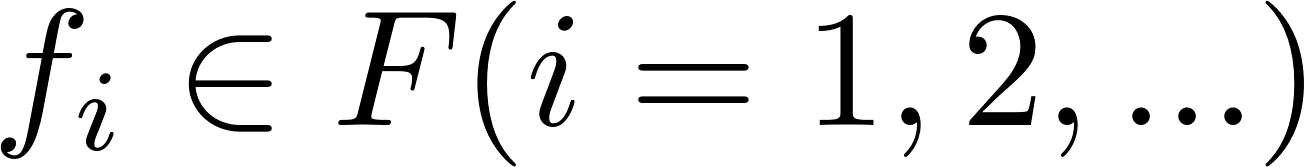 f_i ∈ F(i = 1, 2, ...)